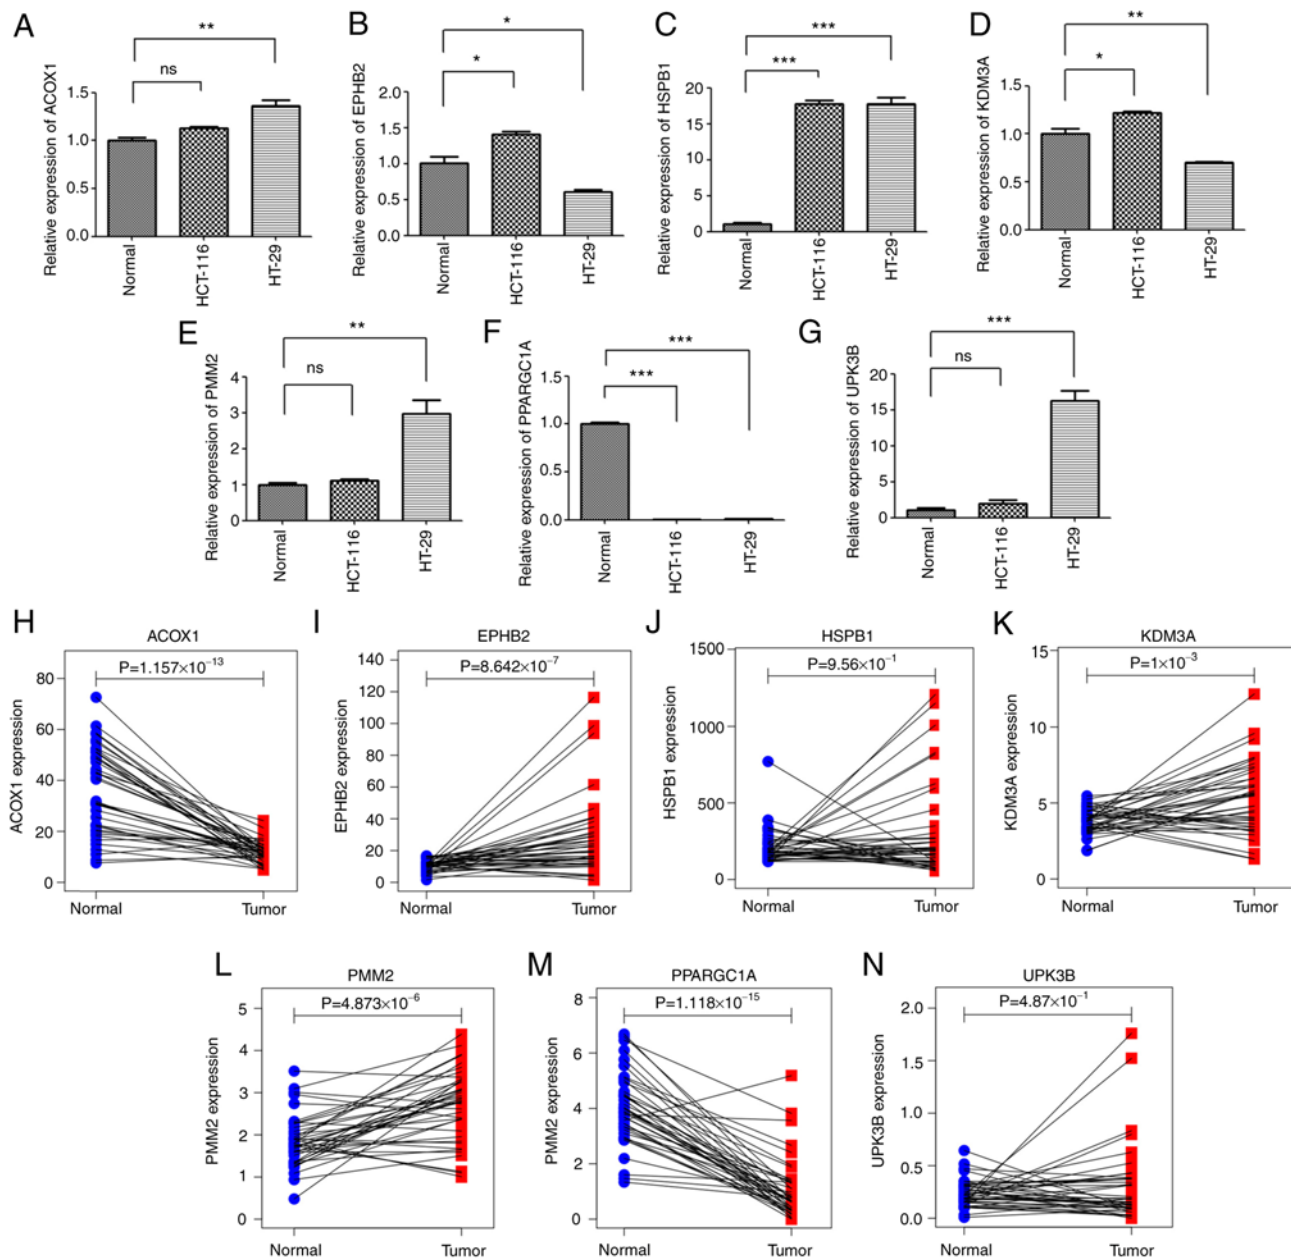 A
Relative expression of ACOX1
1.5
1.0
0.5
0.0
**
ns
Normal
HCT-116
HT-29
B
Relative expression of EPHB2
2.0
1.5
1.0
0.5
0.0
*
*
Normal
HCT-116
HT-29
C
Relative expression of HSPB1
20
15
10
5
0
***
***
Normal
HCT-116
HT-29
D
Relative expression of KDM3A
1.5
1.0
0.5
0.0
**
*
Normal
HCT-116
HT-29
E
Relative expression of PMM2
4
3
2
1
0
**
ns
Normal
HCT-116
HT-29
F
Relative expression of PPARGC1A
1.5
1.0
0.5
0.0
***
***
Normal
HCT-116
HT-29
G
Relative expression of UPK3B
20
15
10
5
0
***
ns
Normal
HCT-116
HT-29
H
ACOX1
P=1.157×10⁻¹³
ACOX1 expression
80
60
40
20
0
Normal Tumor
I
EPHB2
P=8.642×10⁻⁷
EPHB2 expression
140
120
100
80
60
40
20
0
Normal Tumor
J
HSPB1
P=9.56×10⁻¹
HSPB1 expression
1500
1000
500
0
Normal Tumor
K
KDM3A
P=1×10⁻³
KDM3A expression
15
10
5
0
Normal Tumor
L
PMM2
P=4.873×10⁻⁶
PMM2 expression
5
4
3
2
1
0
Normal Tumor
M
PPARGC1A
P=1.118×10⁻¹⁵
PMM2 expression
8
6
4
2
0
Normal Tumor
N
UPK3B
P=4.87×10⁻¹
UPK3B expression
2.0
1.5
1.0
0.5
0.0
Normal Tumor